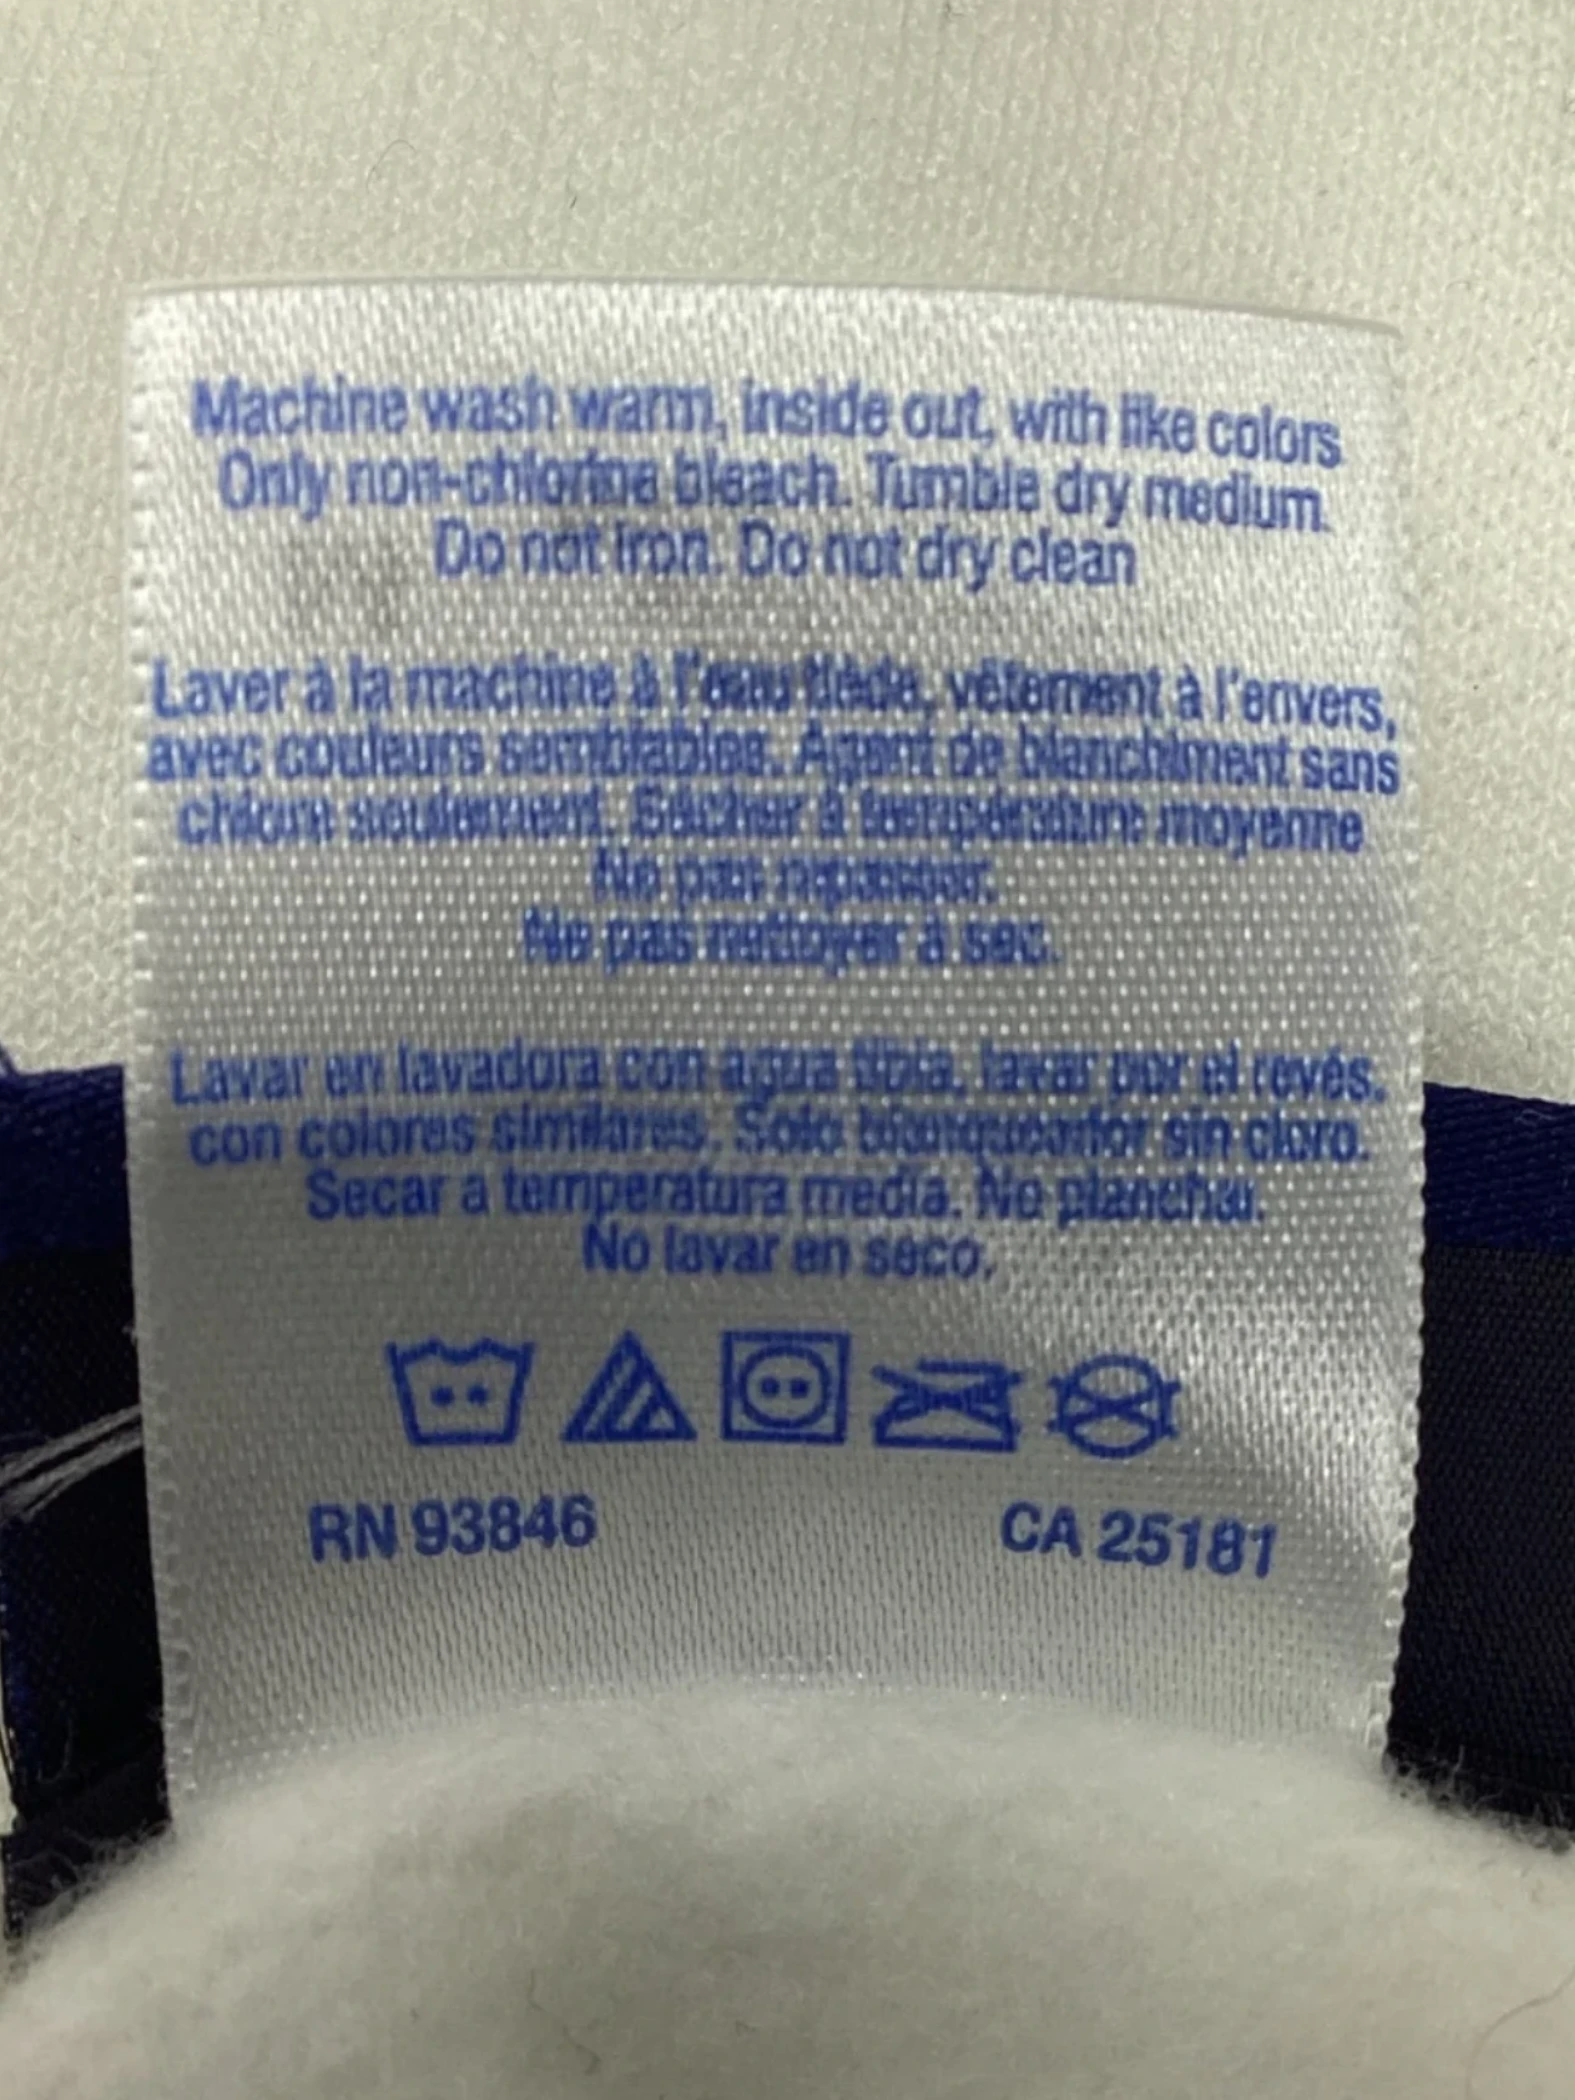 Machine wash warm, inside out, with like colors
Only non-chlorine bleach. Tumble dry medium.
Do not iron. Do not dry clean
Laver à la machine à l'eau tiède, vêtement à l'envers,
avec couleurs semblables. Agent de blanchiment sans
chlore seulement. Sécher à température moyenne
Ne pas repasser.
Ne pas nettoyer à sec.
Lavar en lavadora con agua tibia, lavar por el revés.
con colores similares. Solo blanqueador sin cloro.
Secar a temperatura media. No planchar.
No lavar en seco.
RN 93846
CA 25181